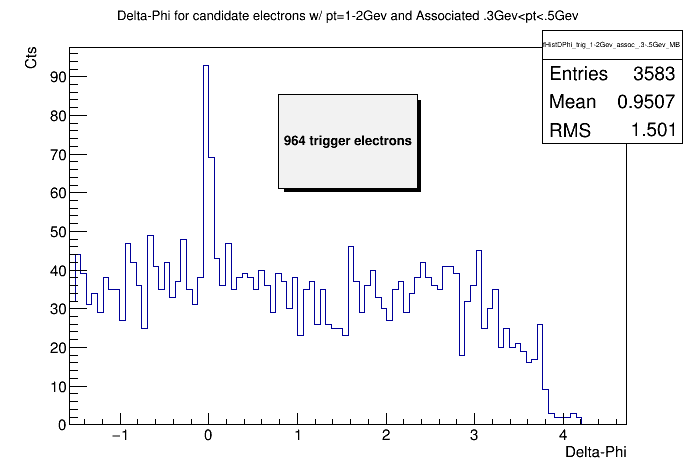 Delta-Phi for candidate electrons w/ pt=1-2Gev and Associated .3Gev<pt<.5Gev
fHistDPhi_trig_1-2Gev_assoc_.3-.5Gev_MB
Entries 3583
Mean 0.9507
RMS 1.501
Cts
964 trigger electrons
90
80
70
60
50
40
30
20
10
0
−1 0 1 2 3 4
Delta-Phi